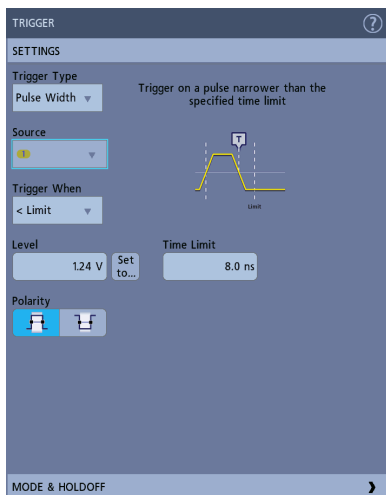 TRIGGER
?
SETTINGS
Trigger Type
Pulse Width
Trigger on a pulse narrower than the
specified time limit
Source
1
T
Trigger When
< Limit
Limit
Level
Time Limit
1.24 V
Set
to...
8.0 ns
Polarity
MODE & HOLDOFF